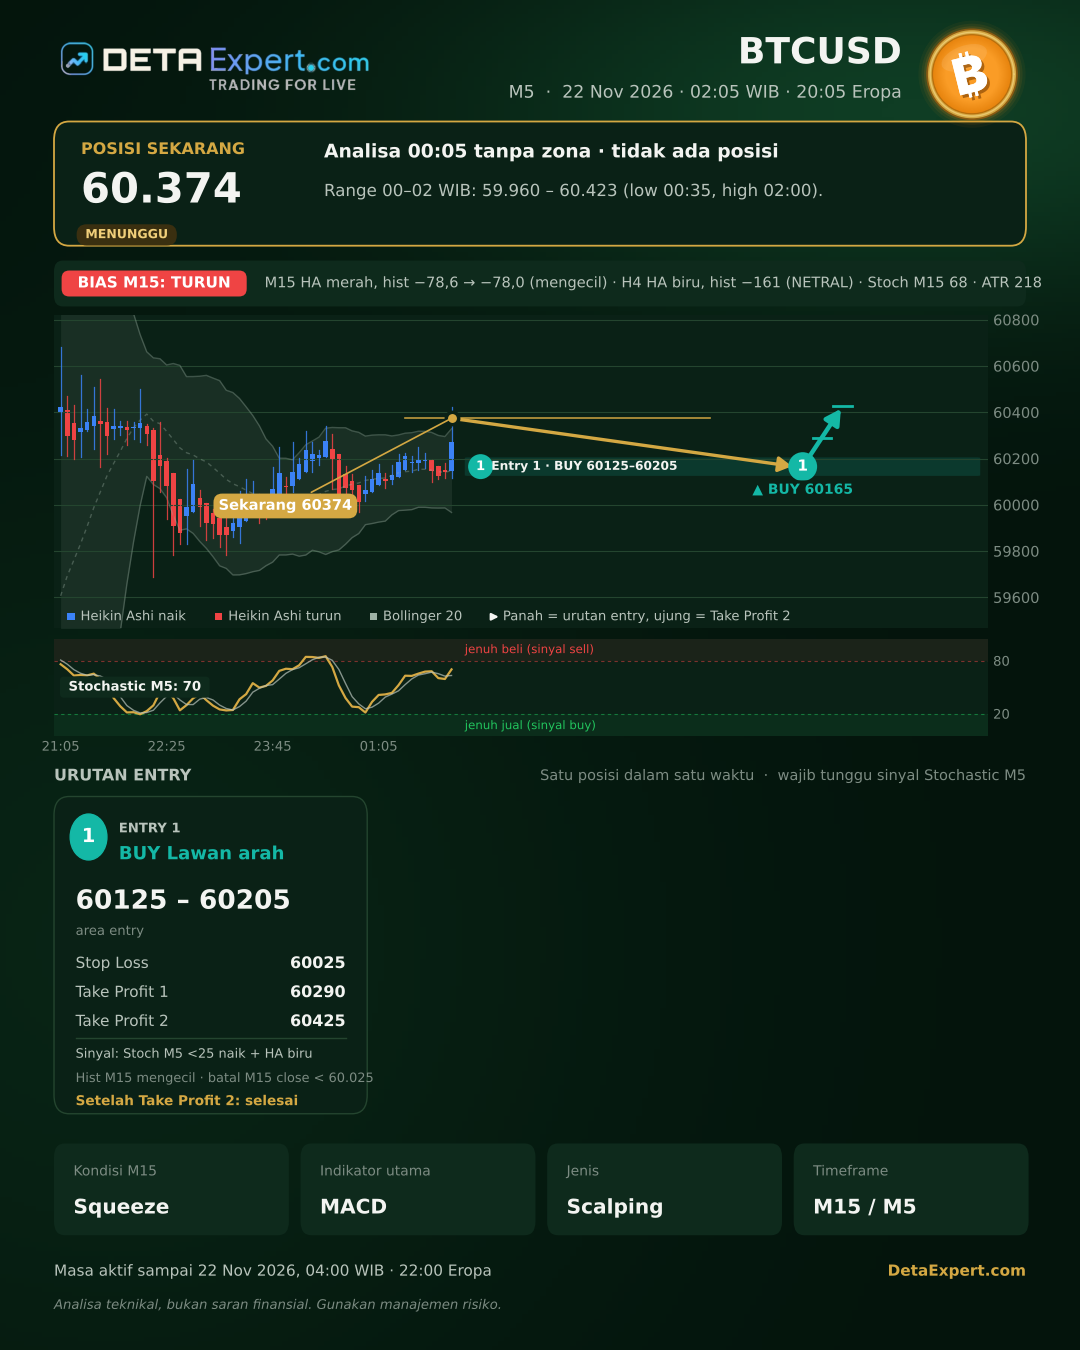 DETA Expert.com
TRADING FOR LIVE
BTCUSD
M5 · 22 Nov 2026 · 02:05 WIB · 20:05 Eropa
POSISI SEKARANG
60.374
MENUNGGU
Analisa 00:05 tanpa zona · tidak ada posisi
Range 00–02 WIB: 59.960 – 60.423 (low 00:35, high 02:00).
BIAS M15: TURUN
M15 HA merah, hist −78,6 → −78,0 (mengecil) · H4 HA biru, hist −161 (NETRAL) · Stoch M15 68 · ATR 218
60800
60600
60400
60200
60000
59800
59600
1 Entry 1 · BUY 60125–60205
1
▲ BUY 60165
Sekarang 60374
Heikin Ashi naik
Heikin Ashi turun
Bollinger 20
Panah = urutan entry, ujung = Take Profit 2
jenuh beli (sinyal sell)
80
Stochastic M5: 70
20
jenuh jual (sinyal buy)
21:05 22:25 23:45 01:05
URUTAN ENTRY
Satu posisi dalam satu waktu · wajib tunggu sinyal Stochastic M5
1
ENTRY 1
BUY Lawan arah
60125 – 60205
area entry
Stop Loss 60025
Take Profit 1 60290
Take Profit 2 60425
Sinyal: Stoch M5 <25 naik + HA biru
Hist M15 mengecil · batal M15 close < 60.025
Setelah Take Profit 2: selesai
Kondisi M15
Squeeze
Indikator utama
MACD
Jenis
Scalping
Timeframe
M15 / M5
Masa aktif sampai 22 Nov 2026, 04:00 WIB · 22:00 Eropa
DetaExpert.com
Analisa teknikal, bukan saran finansial. Gunakan manajemen risiko.